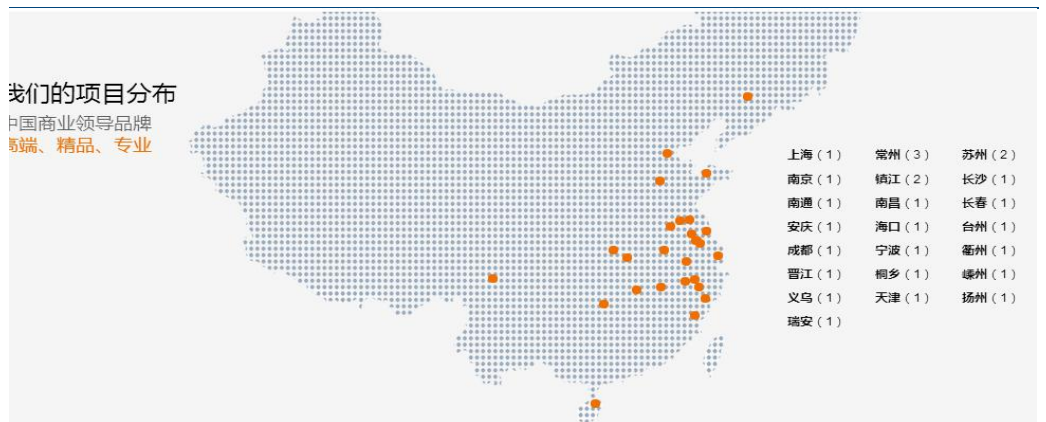 我们的项目分布
中国商业领导品牌
高端、精品、专业
上海（1） 常州（3） 苏州（2）
南京（1） 镇江（2） 长沙（1）
南通（1） 南昌（1） 长春（1）
安庆（1） 海口（1） 台州（1）
成都（1） 宁波（1） 衢州（1）
晋江（1） 桐乡（1） 嵊州（1）
义乌（1） 天津（1） 扬州（1）
瑞安（1）